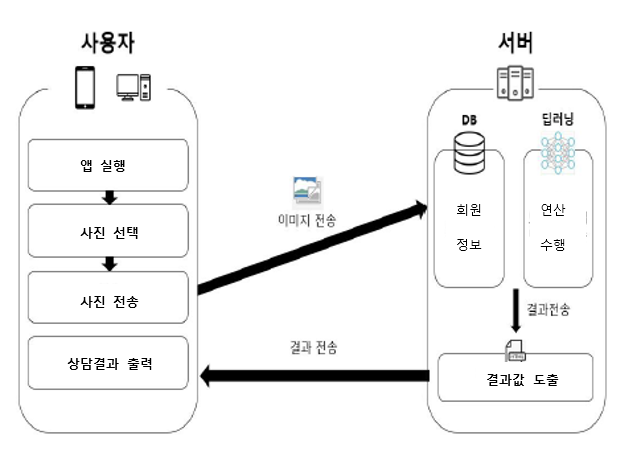 사용자
앱 실행
사진 선택
사진 전송
상담결과 출력
이미지 전송
결과 전송
서버
DB
회원
정보
딥러닝
연산
수행
결과전송
결과값 도출